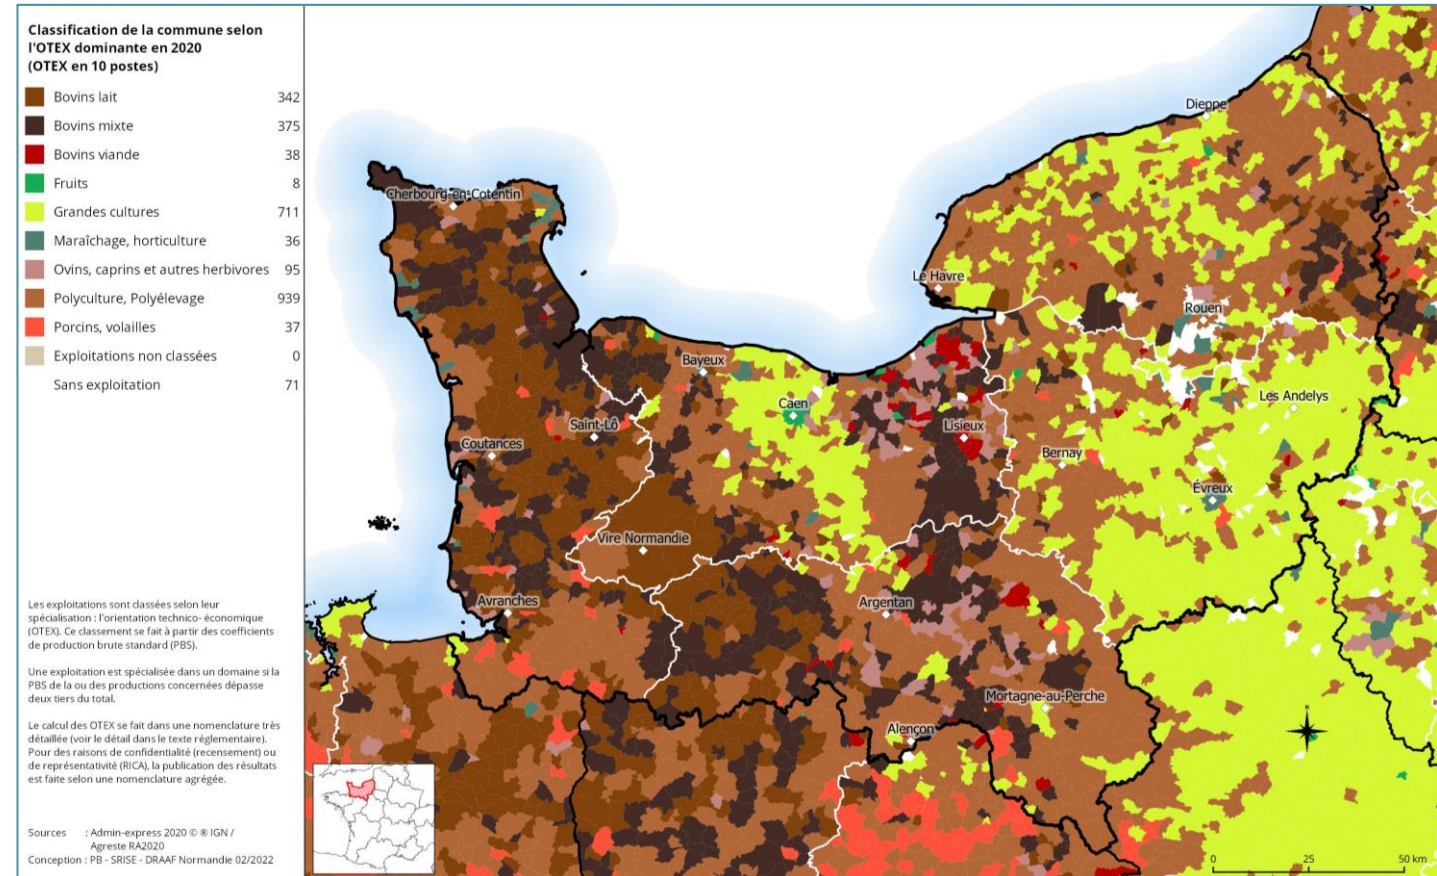 Classification de la commune selon
l'OTEX dominante en 2020
(OTEX en 10 postes)
Bovins lait 342
Bovins mixte 375
Bovins viande 38
Fruits 8
Grandes cultures 711
Maraîchage, horticulture 36
Ovins, caprins et autres herbivores 95
Polyculture, Polyélevage 939
Porcins, volailles 37
Exploitations non classées 0
Sans exploitation 71
Les exploitations sont classées selon leur
spécialisation : l'orientation technico- économique
(OTEX). Ce classement se fait à partir des coefficients
de production brute standard (PBS).
Une exploitation est spécialisée dans un domaine si la
PBS de la ou des productions concernées dépasse
deux tiers du total.
Le calcul des OTEX se fait dans une nomenclature très
détaillée (voir le détail dans le texte réglementaire).
Pour des raisons de confidentialité (recensement) ou
de représentativité (RICA), la publication des résultats
est faite selon une nomenclature agrégée.
Sources : Admin-express 2020 © ® IGN /
Agreste RA2020
Conception : PB - SRISE - DRAAF Normandie 02/2022
Dieppe
Cherbourg-en-Cotentin
Le Havre
Rouen
Bayeux
Caen
Les Andelys
Saint-Lô
Lisieux
Coutances
Bernay
Évreux
Vire Normandie
Avranches
Argentan
Mortagne-au-Perche
Alençon
N
0 25 50 km